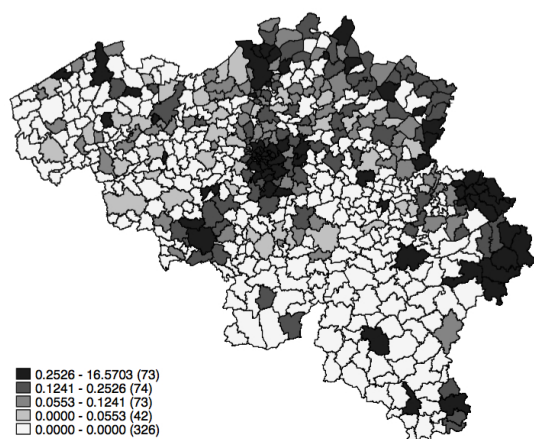 0.2526 - 16.5703 (73)
0.1241 - 0.2526 (74)
0.0553 - 0.1241 (73)
0.0000 - 0.0553 (42)
0.0000 - 0.0000 (326)